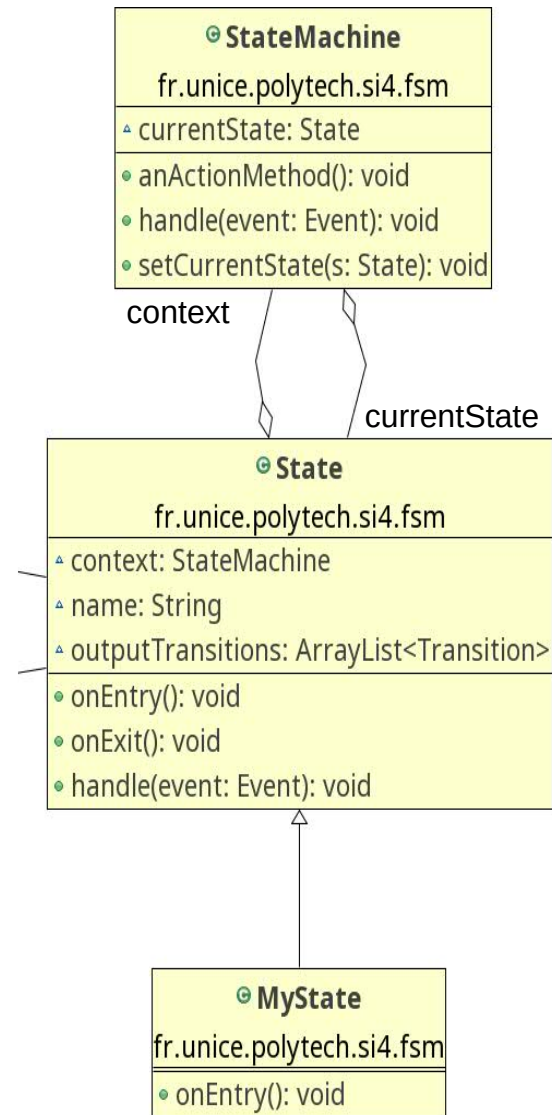 StateMachine
fr.unice.polytech.si4.fsm
currentState: State
anActionMethod(): void
handle(event: Event): void
setCurrentState(s: State): void
context
currentState
State
fr.unice.polytech.si4.fsm
context: StateMachine
name: String
outputTransitions: ArrayList<Transition>
onEntry(): void
onExit(): void
handle(event: Event): void
MyState
fr.unice.polytech.si4.fsm
onEntry(): void